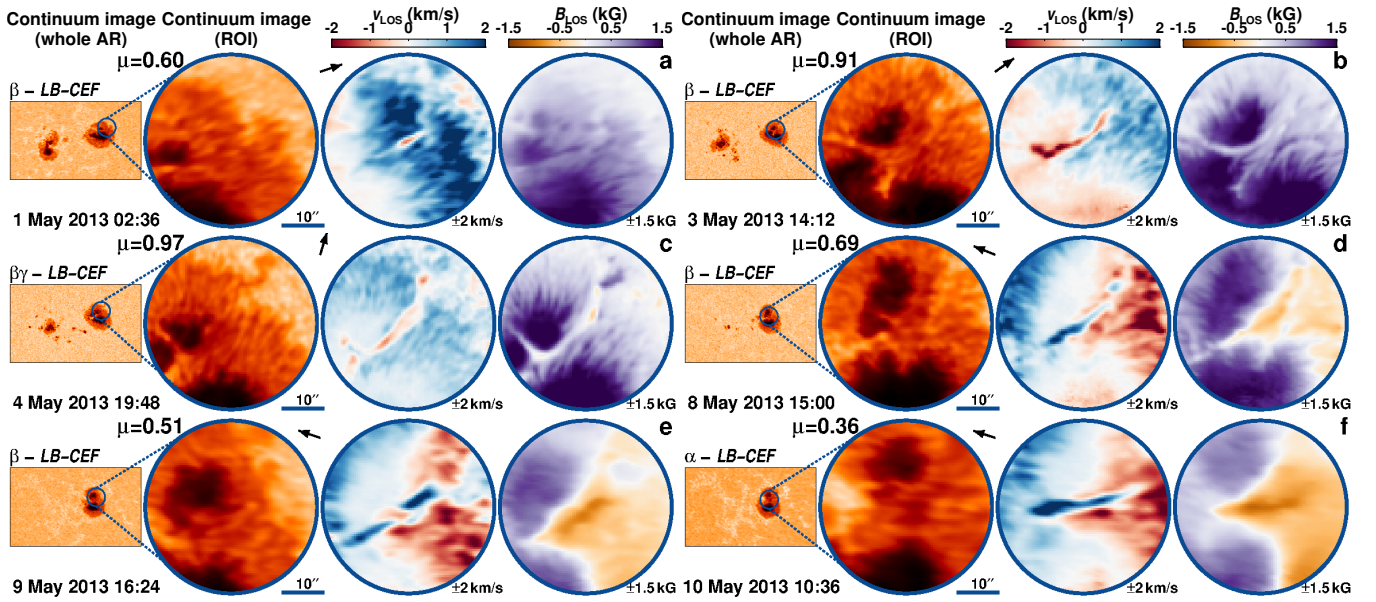 Continuum image Continuum image v_LOS (km/s) B_LOS (kG) Continuum image Continuum image v_LOS (km/s) B_LOS (kG)
(whole AR) (ROI) -2 -1 0 1 2 -1.5 -0.5 0.5 1.5 (whole AR) (ROI) -2 -1 0 1 2 -1.5 -0.5 0.5 1.5
μ=0.60 a
β – LB–CEF
1 May 2013 02:36 10″ ±2 km/s ±1.5 kG
μ=0.91 b
β – LB–CEF
3 May 2013 14:12 10″ ±2 km/s ±1.5 kG
μ=0.97 c
βγ – LB–CEF
4 May 2013 19:48 10″ ±2 km/s ±1.5 kG
μ=0.69 d
β – LB–CEF
8 May 2013 15:00 10″ ±2 km/s ±1.5 kG
μ=0.51 e
β – LB–CEF
9 May 2013 16:24 10″ ±2 km/s ±1.5 kG
μ=0.36 f
α – LB–CEF
10 May 2013 10:36 10″ ±2 km/s ±1.5 kG